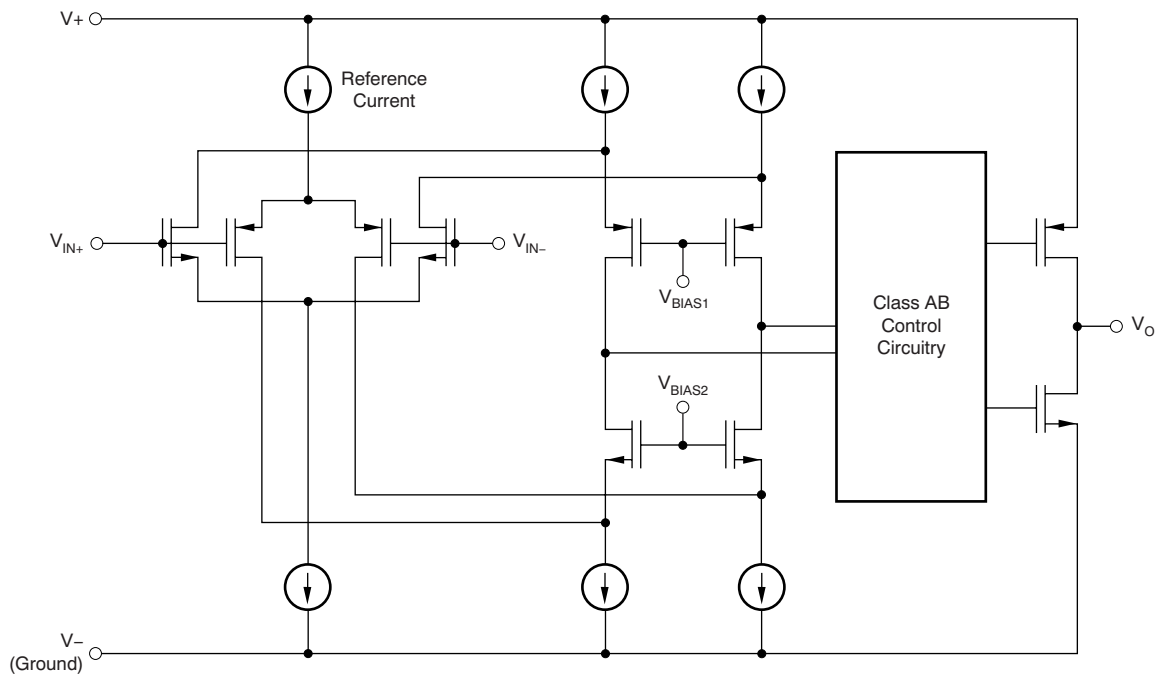 V+
Reference
Current
V_IN+
V_IN−
V_BIAS1
Class AB
Control
Circuitry
V_O
V_BIAS2
V−
(Ground)